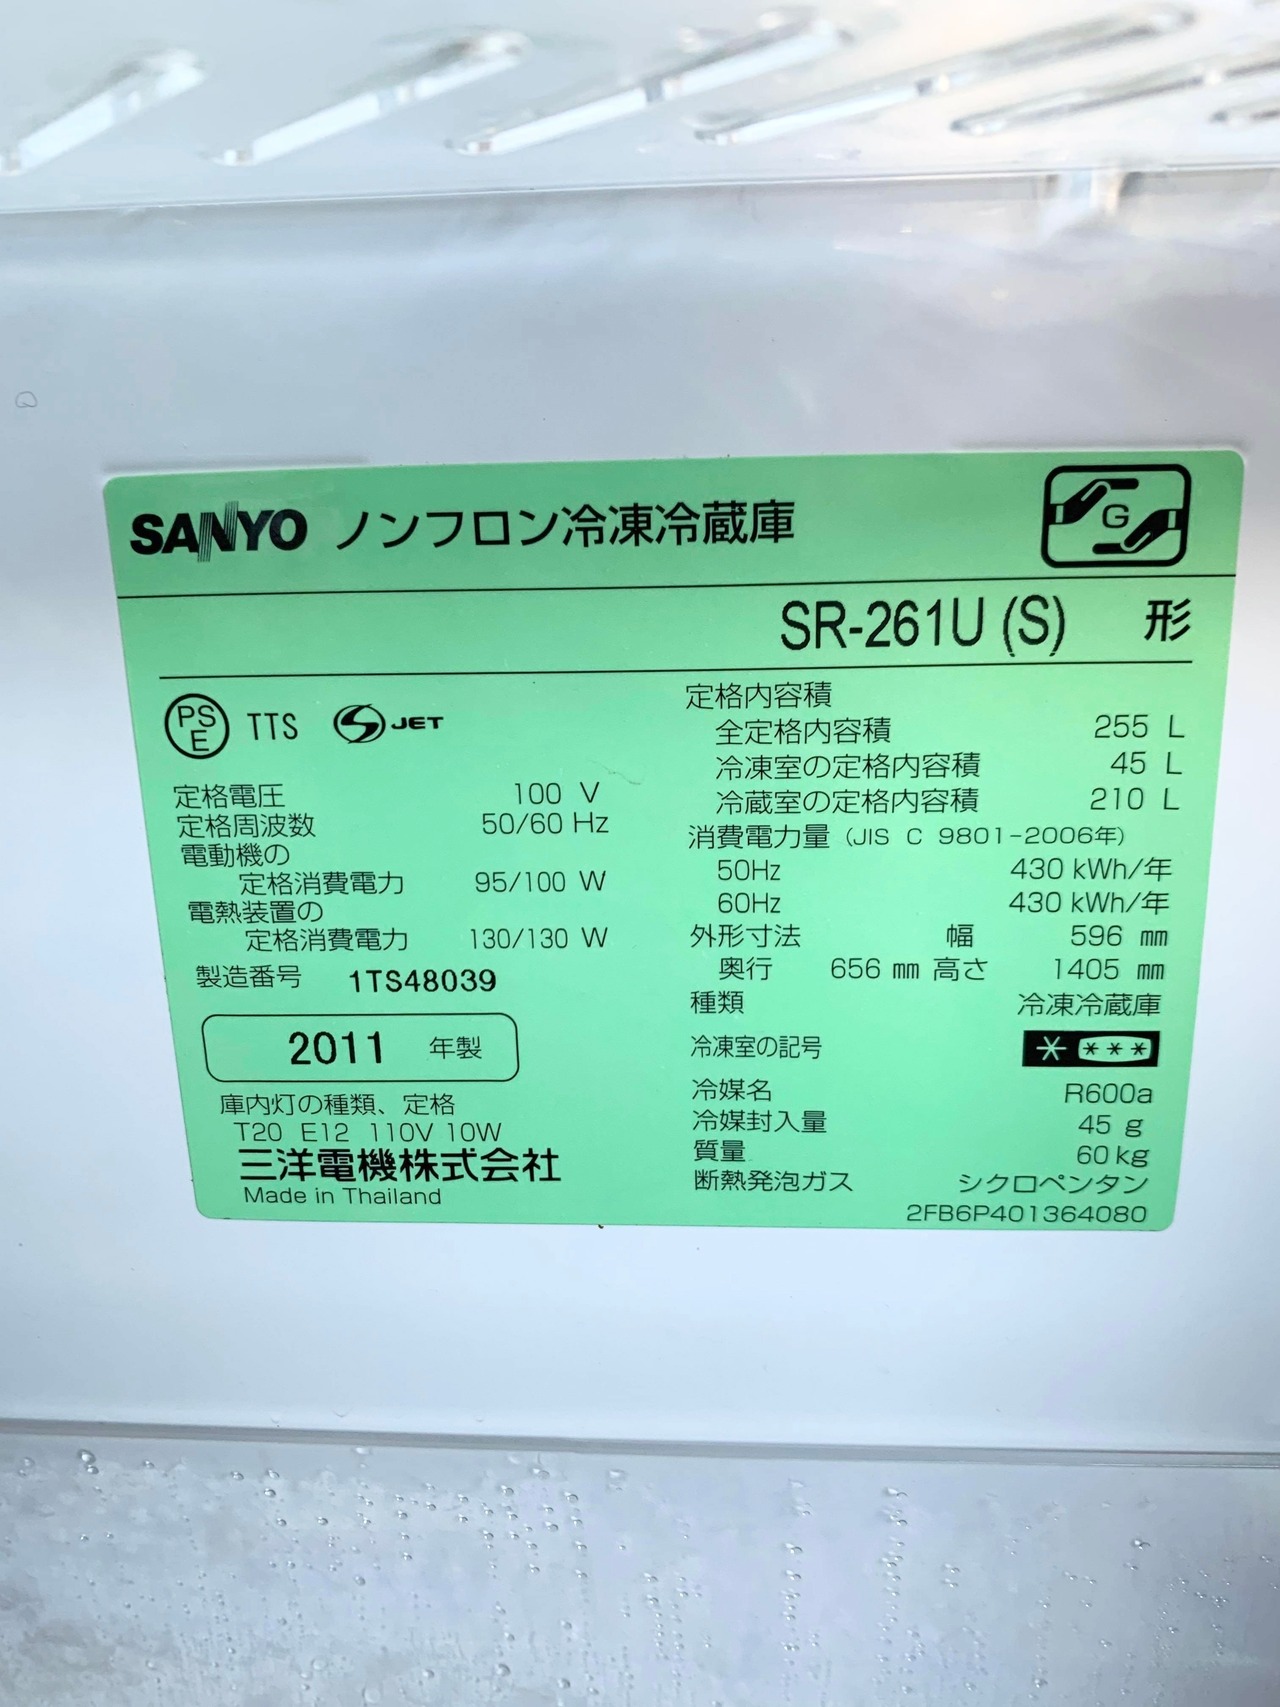 SANYO ノンフロン冷凍冷蔵庫
G
SR-261U (S) 形
PS E TTS S JET
定格電圧 100 V
定格周波数 50/60 Hz
電動機の
定格消費電力 95/100 W
電熱装置の
定格消費電力 130/130 W
製造番号 1TS48039
2011 年製
庫内灯の種類、定格
T20 E12 110V 10W
三洋電機株式会社
Made in Thailand
定格内容積
全定格内容積 255 L
冷凍室の定格内容積 45 L
冷蔵室の定格内容積 210 L
消費電力量 (JIS C 9801-2006年)
50Hz 430 kWh/年
60Hz 430 kWh/年
外形寸法 幅 596 mm
奥行 656 mm 高さ 1405 mm
種類 冷凍冷蔵庫
冷凍室の記号 * ***
冷媒名 R600a
冷媒封入量 45 g
質量 60 kg
断熱発泡ガス シクロペンタン
2FB6P401364080